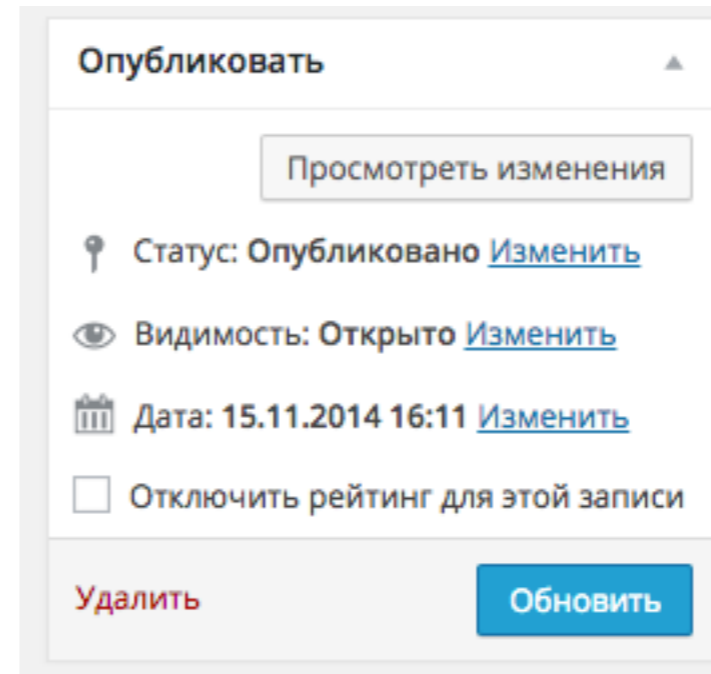 Опубликовать
Просмотреть изменения
Статус: Опубликовано Изменить
Видимость: Открыто Изменить
Дата: 15.11.2014 16:11 Изменить
Отключить рейтинг для этой записи
Удалить
Обновить